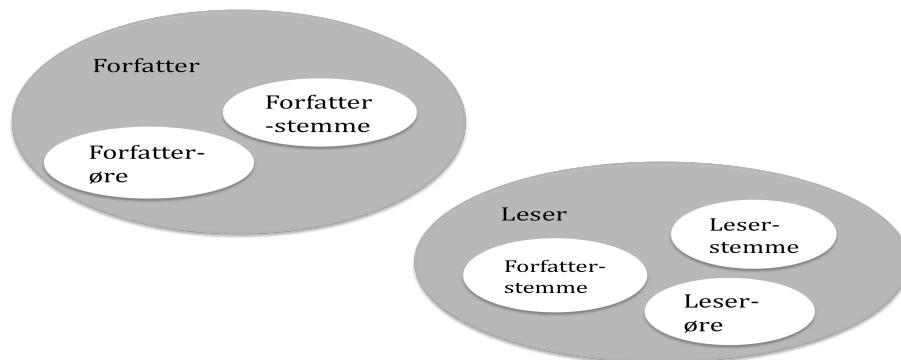 Forfatter
Forfatter
-stemme
Forfatter-
øre
Leser
Leser-
stemme
Forfatter-
stemme
Leser-
øre